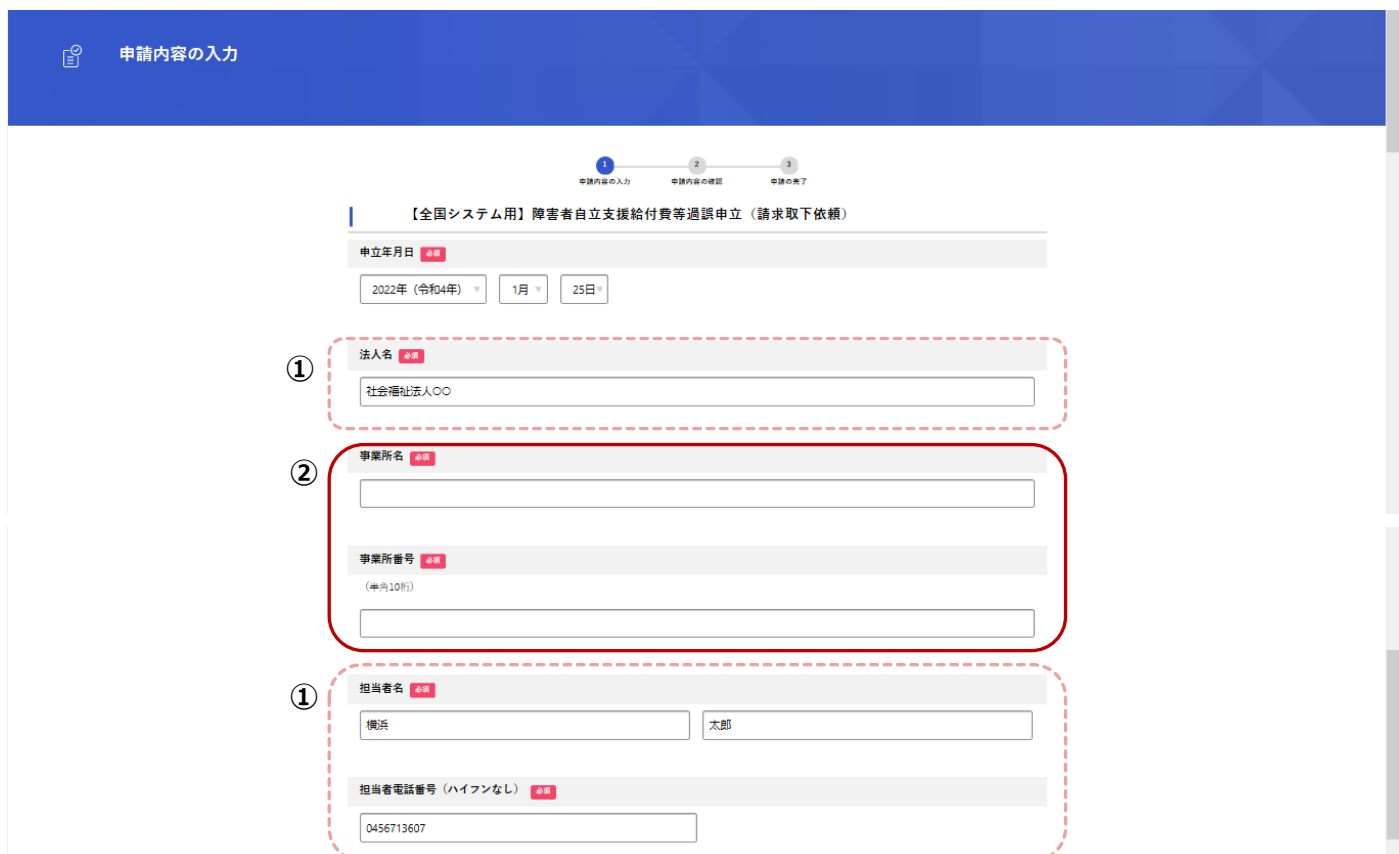 申請内容の入力
1 2 3
申請内容の入力 申請内容の確認 申請の完了
【全国システム用】障害者自立支援給付費等過誤申立（請求取下依頼）
申立年月日 必須
2022年（令和4年） 1月 25日
①
法人名 必須
社会福祉法人〇〇
②
事業所名 必須
事業所番号 必須
（半角10桁）
①
担当者名 必須
横浜 太郎
担当者電話番号（ハイフンなし） 必須
0456713607